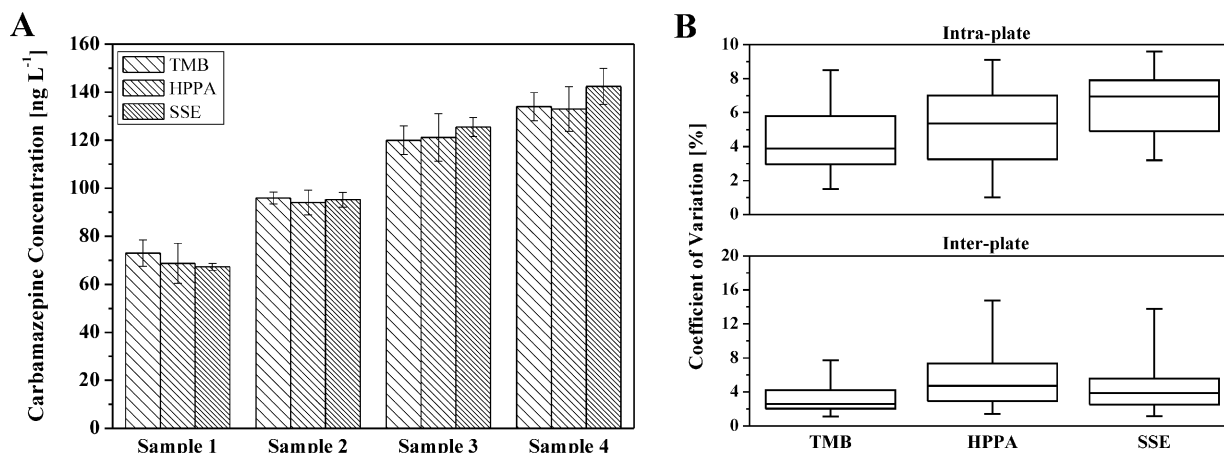 A
Carbamazepine Concentration [ng L⁻¹]
160
140
120
100
80
60
40
20
0
TMB
HPPA
SSE
Sample 1 Sample 2 Sample 3 Sample 4
B
Coefficient of Variation [%]
Intra-plate
10
8
6
4
2
0
Inter-plate
20
16
12
8
4
0
TMB HPPA SSE